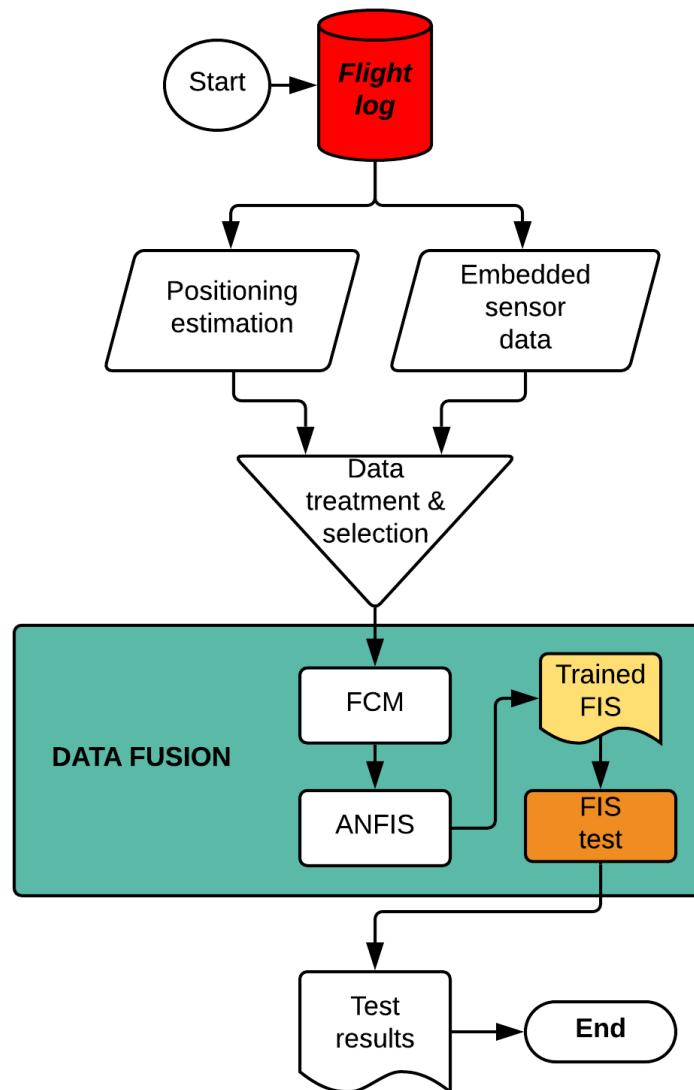 Start
Flight
log
Positioning
estimation
Embedded
sensor
data
Data
treatment &
selection
DATA FUSION
FCM
ANFIS
Trained
FIS
FIS
test
Test
results
End